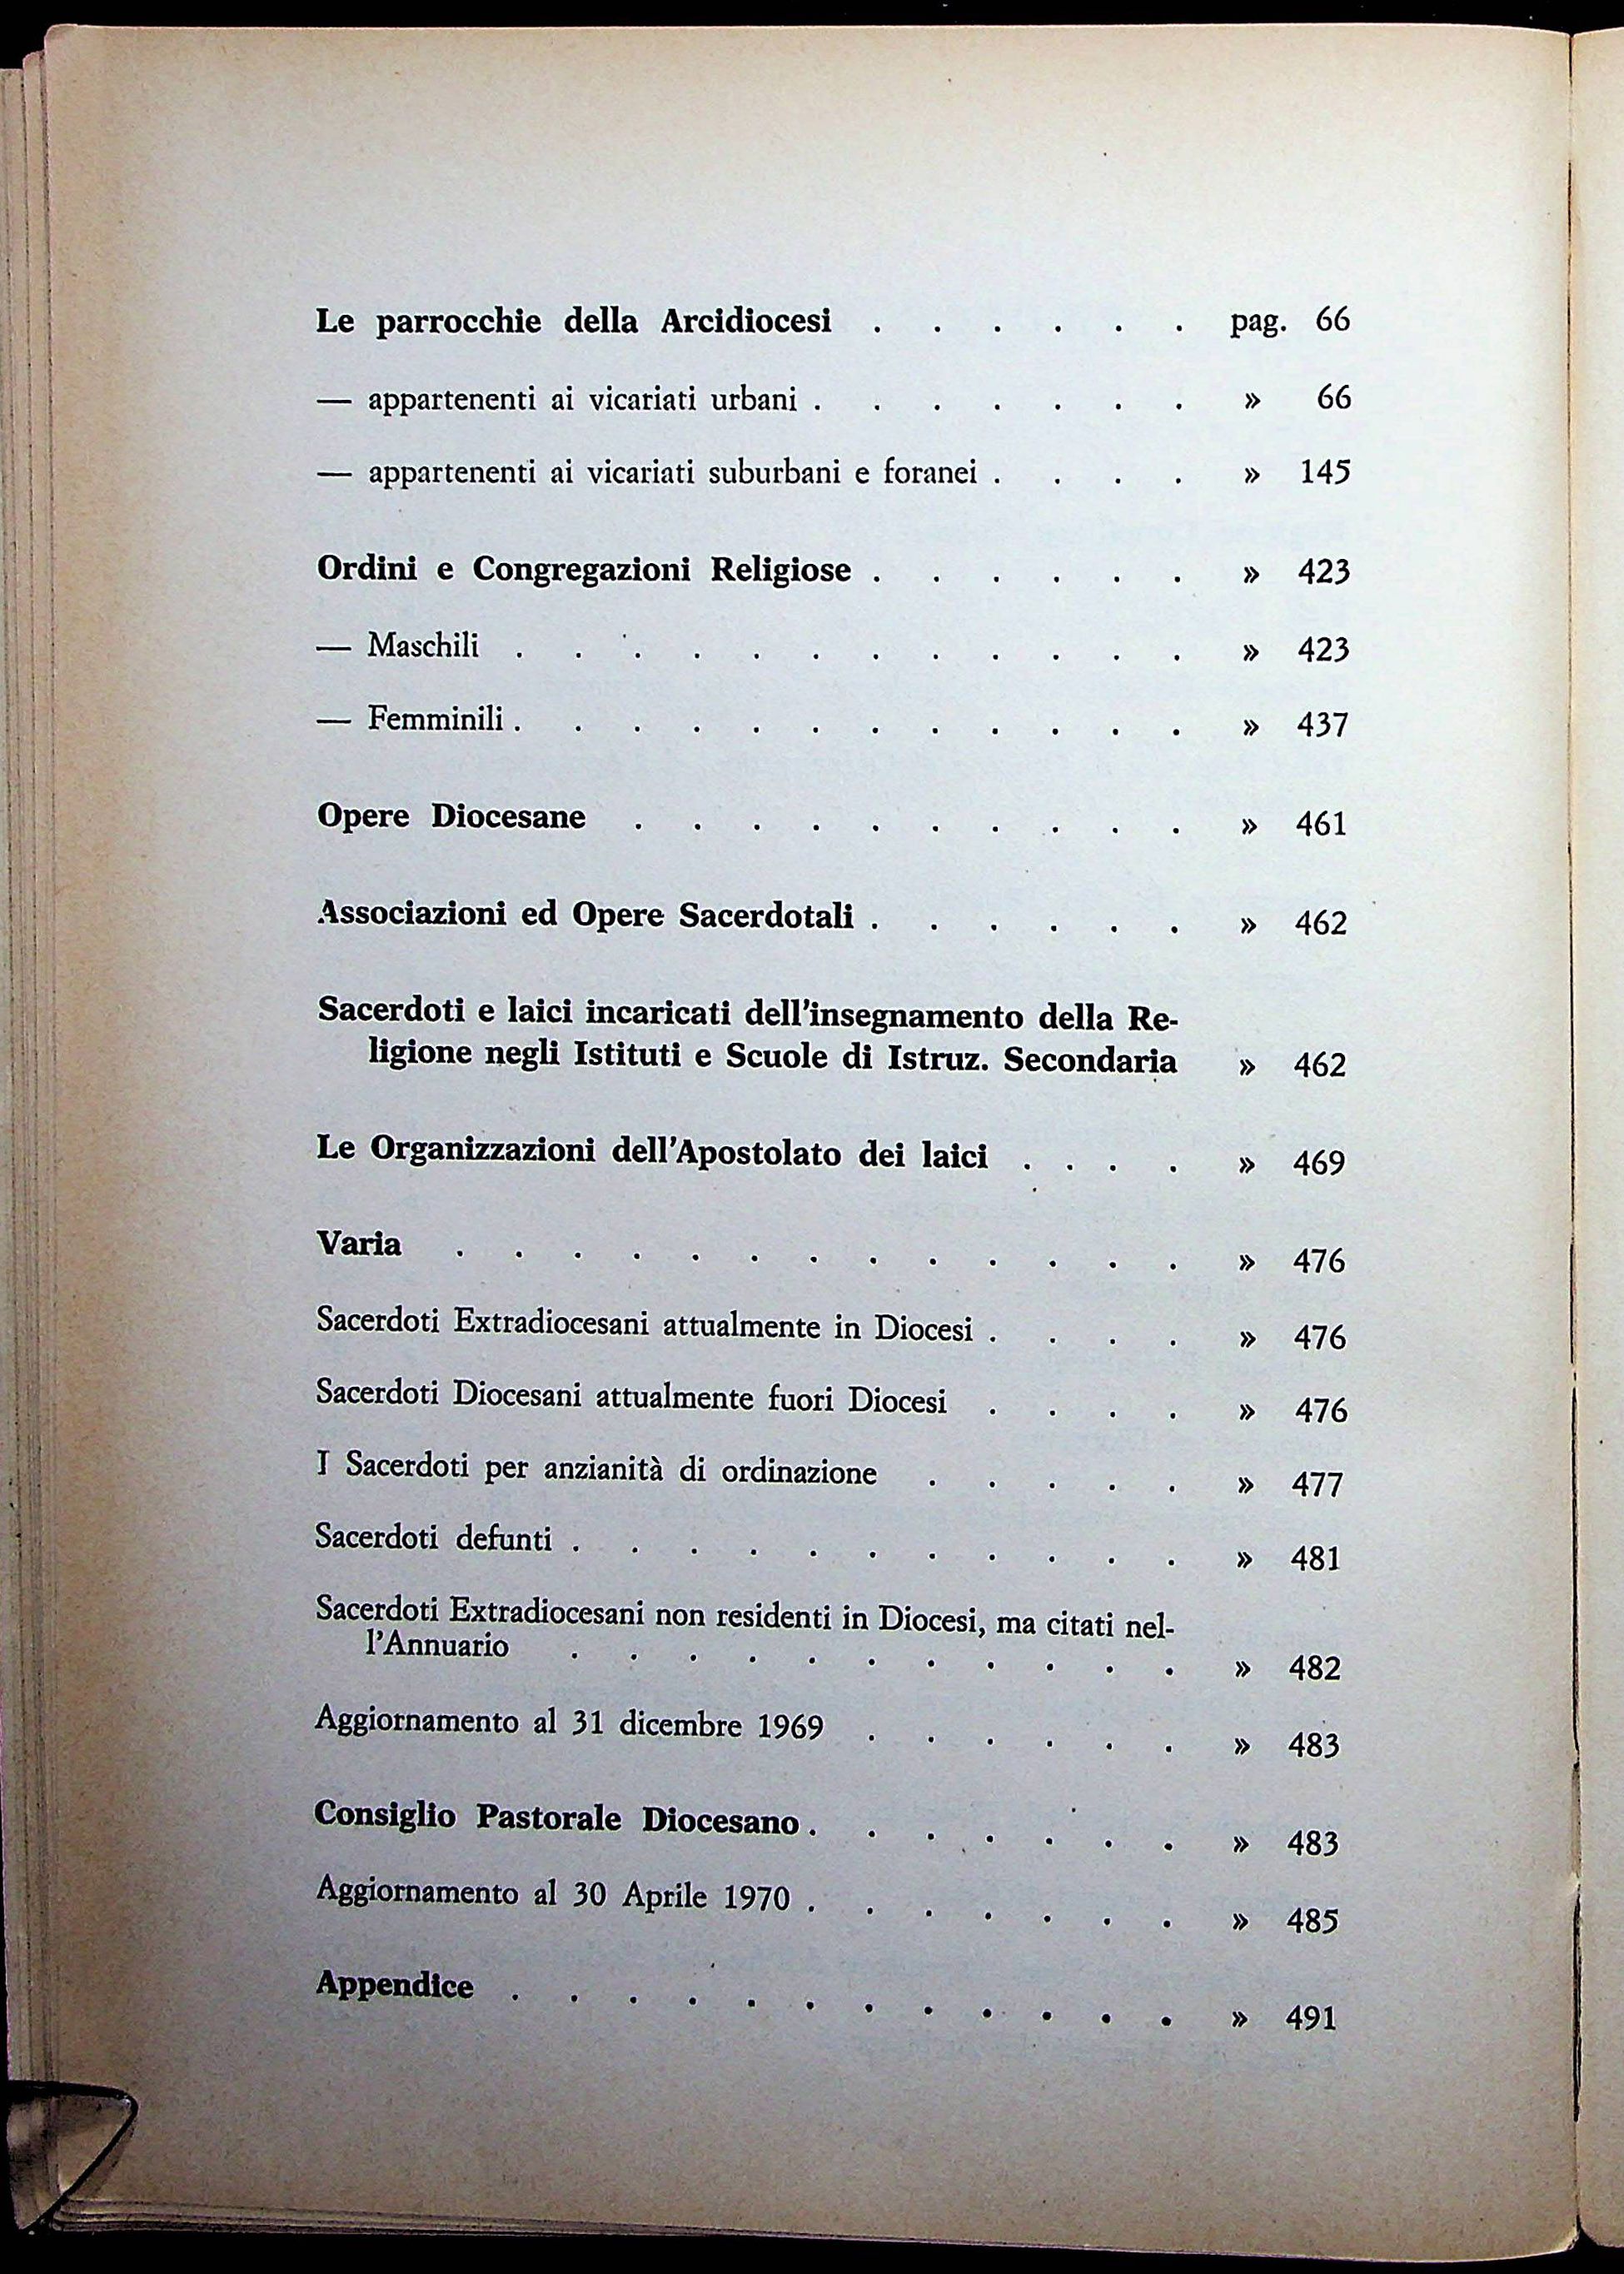 Le parrocchie della Arcidiocesi . . . . . . pag. 66
— appartenenti ai vicariati urbani . . . . . . . » 66
— appartenenti ai vicariati suburbani e foranei . . . . » 145
Ordini e Congregazioni Religiose . . . . . . » 423
— Maschili . . . . . . . . . . . . » 423
— Femminili . . . . . . . . . . . . » 437
Opere Diocesane . . . . . . . . . . » 461
Associazioni ed Opere Sacerdotali . . . . . . » 462
Sacerdoti e laici incaricati dell'insegnamento della Re-
ligione negli Istituti e Scuole di Istruz. Secondaria » 462
Le Organizzazioni dell'Apostolato dei laici . . . . » 469
Varia . . . . . . . . . . . . . » 476
Sacerdoti Extradiocesani attualmente in Diocesi . . . . » 476
Sacerdoti Diocesani attualmente fuori Diocesi . . . . » 476
I Sacerdoti per anzianità di ordinazione . . . . . » 477
Sacerdoti defunti . . . . . . . . . . . » 481
Sacerdoti Extradiocesani non residenti in Diocesi, ma citati nel-
l'Annuario . . . . . . . . . . . » 482
Aggiornamento al 31 dicembre 1969 . . . . . . » 483
Consiglio Pastorale Diocesano . . . . . . . » 483
Aggiornamento al 30 Aprile 1970 . . . . . . . » 485
Appendice . . . . . . . . . . . . » 491